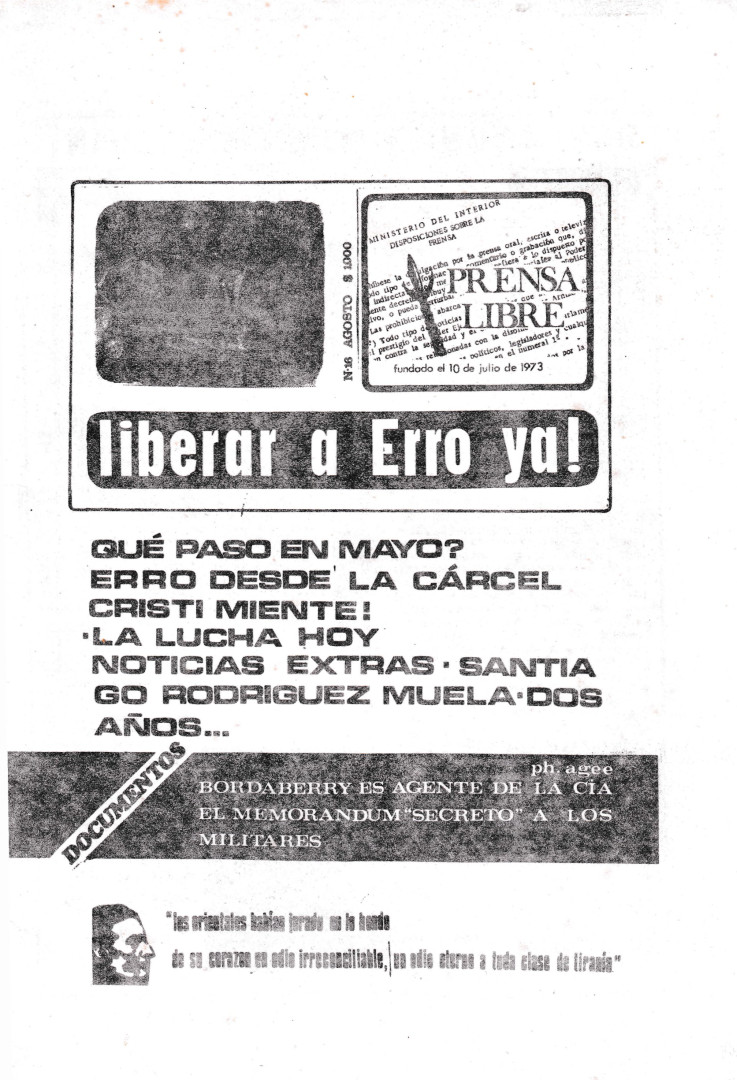 N-16 AGOSTO $ 1000
MINISTERIO DEL INTERIOR
DISPOSICIONES SOBRE LA
PRENSA
PRENSA
LIBRE
fundado el 10 de julio de 1973
liberar a Erro ya!
QUÉ PASO EN MAYO?
ERRO DESDE LA CÁRCEL
CRISTI MIENTE!
·LA LUCHA HOY
NOTICIAS EXTRAS · SANTIA
GO RODRIGUEZ MUELA·DOS
AÑOS...
DOCUMENTOS
ph. agee
BORDABERRY ES AGENTE DE LA CIA
EL MEMORANDUM "SECRETO" A LOS
MILITARES
"los orientales habían jurado en lo hondo
de su corazon un odio irreconciliable, un odio eterno a toda clase de tiranía"